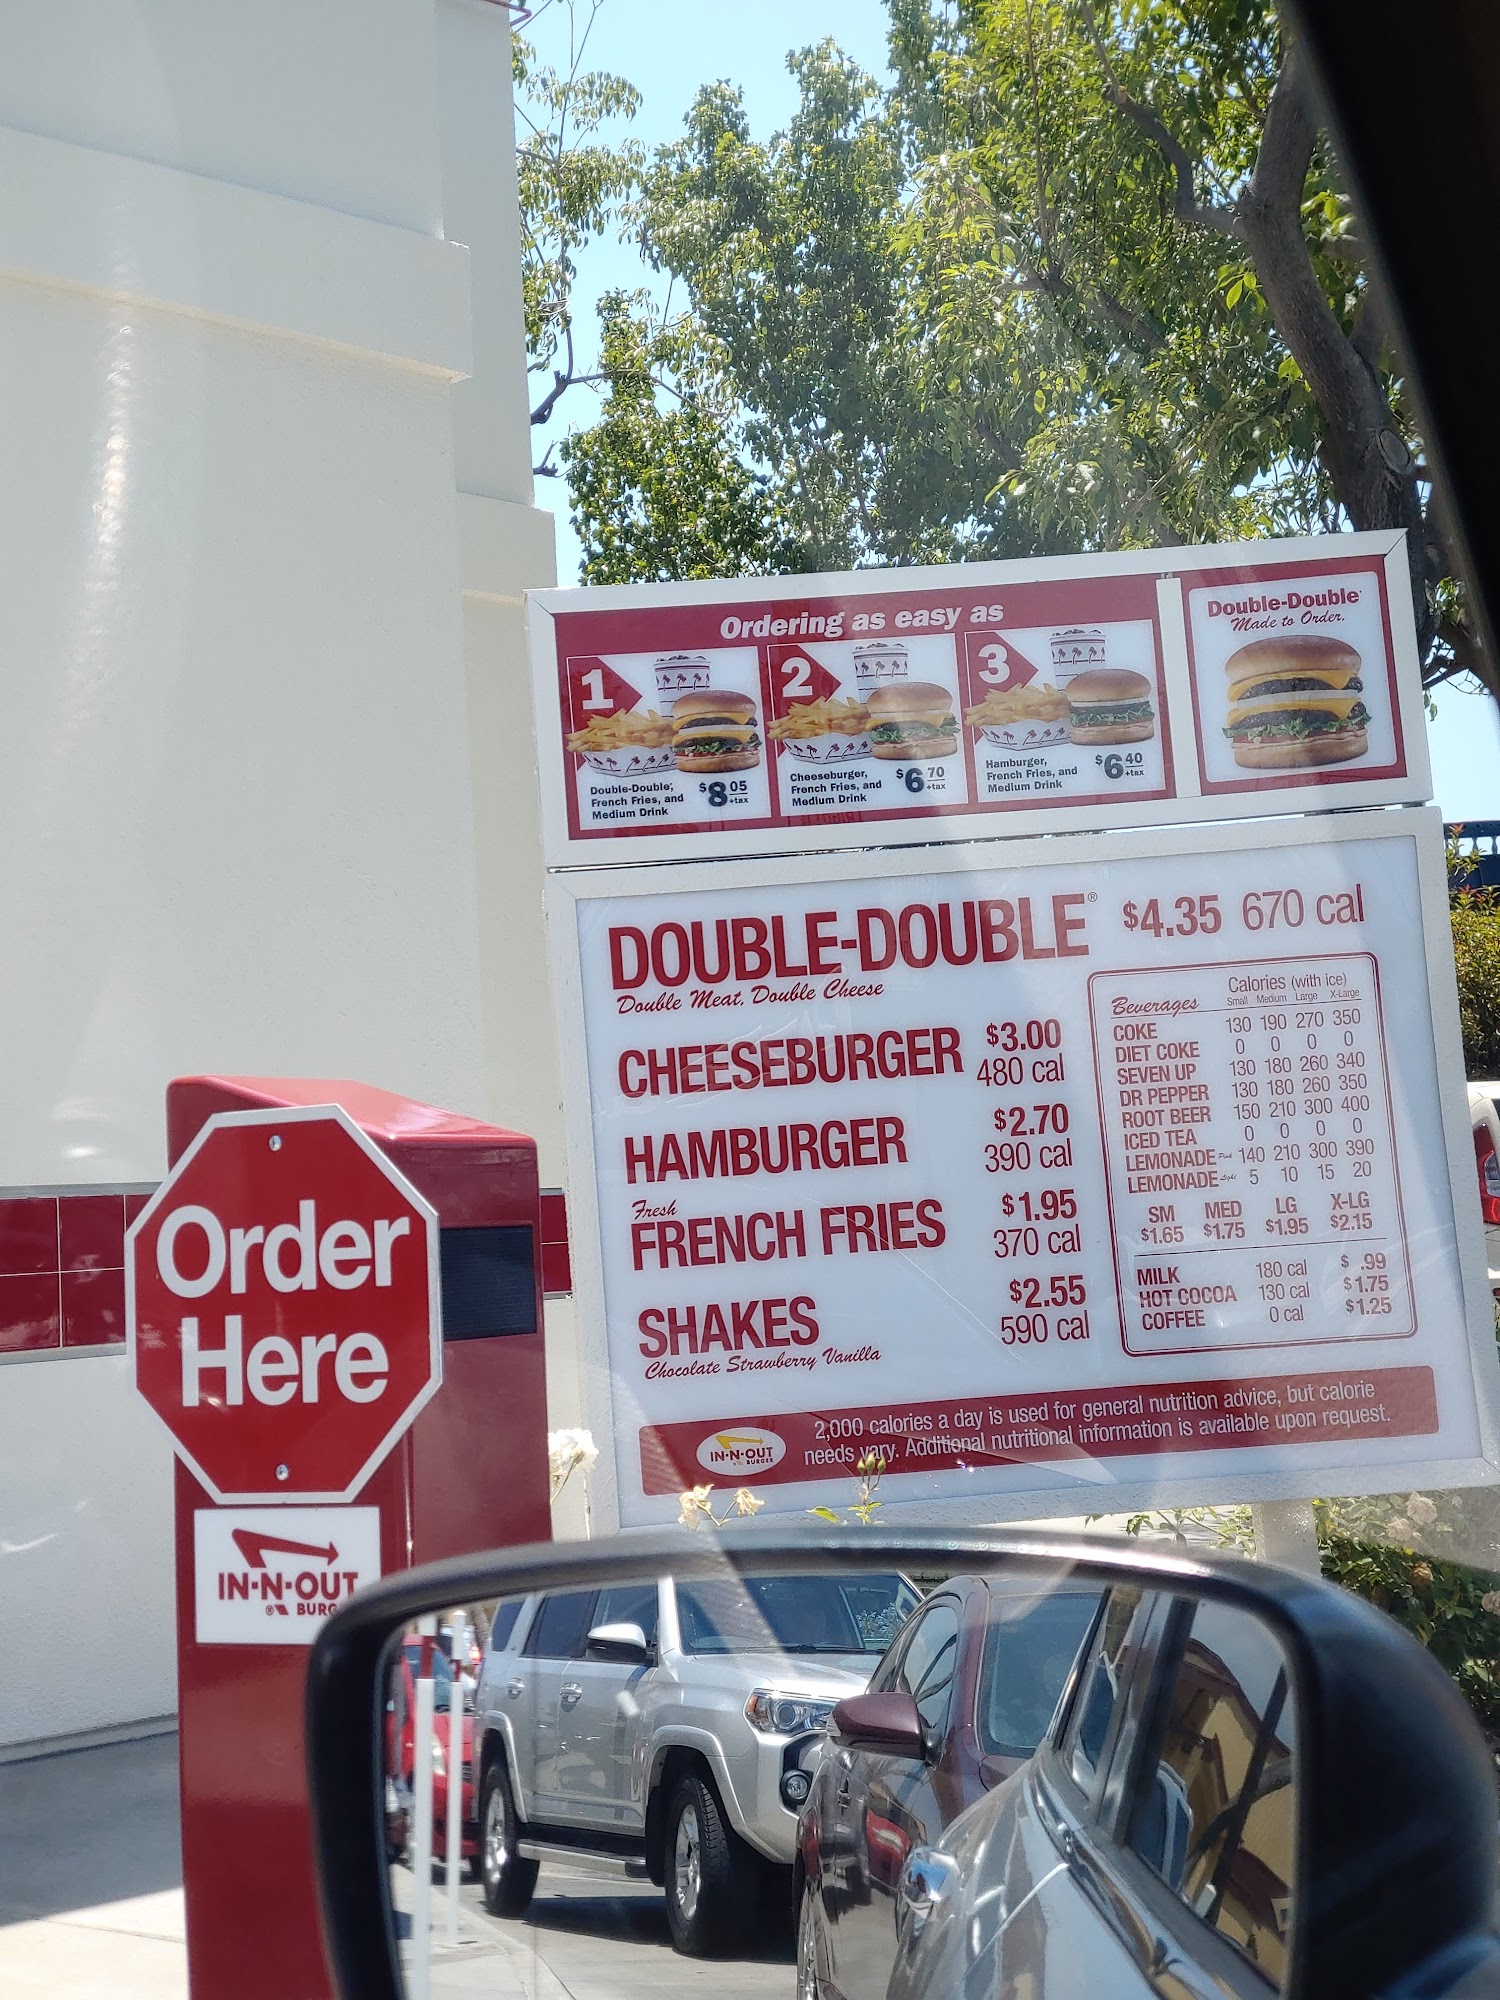 Ordering as easy as
1
Double-Double,
French Fries, and
Medium Drink
$8 05
+tax
2
Cheeseburger,
French Fries, and
Medium Drink
$6 70
+tax
3
Hamburger,
French Fries, and
Medium Drink
$6 40
+tax
Double-Double
Made to Order.
DOUBLE-DOUBLE® $4.35 670 cal
Double Meat, Double Cheese
CHEESEBURGER $3.00
480 cal
HAMBURGER $2.70
390 cal
Fresh
FRENCH FRIES $1.95
370 cal
SHAKES $2.55
590 cal
Chocolate Strawberry Vanilla
Beverages Calories (with ice)
Small Medium Large X-Large
COKE 130 190 270 350
DIET COKE 0 0 0 0
SEVEN UP 130 180 260 340
DR PEPPER 130 180 260 350
ROOT BEER 150 210 300 400
ICED TEA 0 0 0 0
LEMONADE Pink 140 210 300 390
LEMONADE Light 5 10 15 20
SM MED LG X-LG
$1.65 $1.75 $1.95 $2.15
MILK 180 cal $ .99
HOT COCOA 130 cal $1.75
COFFEE 0 cal $1.25
IN-N-OUT
BURGER
2,000 calories a day is used for general nutrition advice, but calorie
needs vary. Additional nutritional information is available upon request.
Order
Here
IN-N-OUT
® BURG